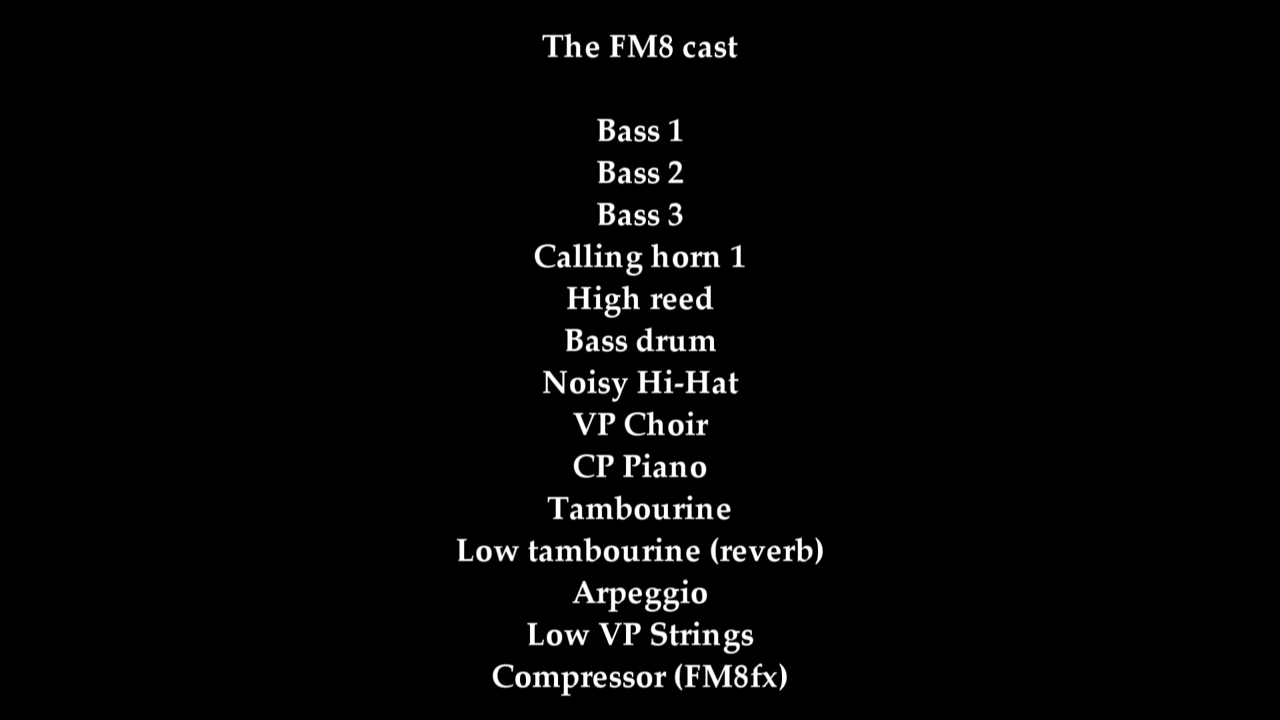 The FM8 cast
Bass 1
Bass 2
Bass 3
Calling horn 1
High reed
Bass drum
Noisy Hi-Hat
VP Choir
CP Piano
Tambourine
Low tambourine (reverb)
Arpeggio
Low VP Strings
Compressor (FM8fx)